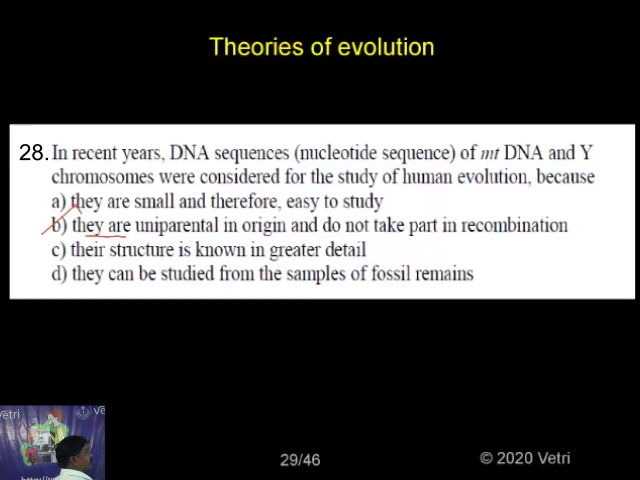 Theories of evolution
28. In recent years, DNA sequences (nucleotide sequence) of mt DNA and Y
chromosomes were considered for the study of human evolution, because
a) they are small and therefore, easy to study
b) they are uniparental in origin and do not take part in recombination
c) their structure is known in greater detail
d) they can be studied from the samples of fossil remains
29/46
© 2020 Vetri